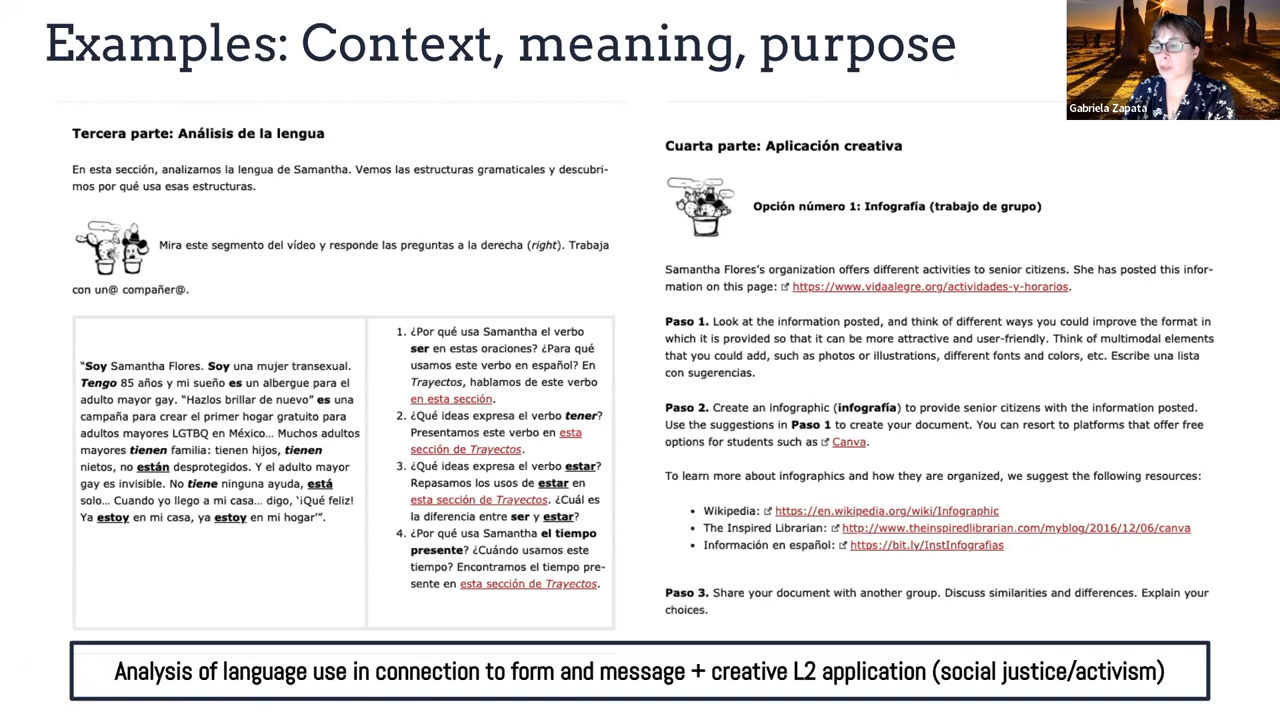 Examples: Context, meaning, purpose
Gabriela Zapata
Tercera parte: Análisis de la lengua
En esta sección, analizamos la lengua de Samantha. Vemos las estructuras gramaticales y descubri-
mos por qué usa esas estructuras.
Mira este segmento del vídeo y responde las preguntas a la derecha (right). Trabaja
con un@ compañer@.
“Soy Samantha Flores. Soy una mujer transexual.
Tengo 85 años y mi sueño es un albergue para el
adulto mayor gay. “Hazlos brillar de nuevo” es una
campaña para crear el primer hogar gratuito para
adultos mayores LGTBQ en México... Muchos adultos
mayores tienen familia: tienen hijos, tienen
nietos, no están desprotegidos. Y el adulto mayor
gay es invisible. No tiene ninguna ayuda, está
solo... Cuando yo llego a mi casa... digo, ‘¡Qué feliz!
Ya estoy en mi casa, ya estoy en mi hogar’”.
1. ¿Por qué usa Samantha el verbo
ser en estas oraciones? ¿Para qué
usamos este verbo en español? En
Trayectos, hablamos de este verbo
en esta sección.
2. ¿Qué ideas expresa el verbo tener?
Presentamos este verbo en esta
sección de Trayectos.
3. ¿Qué ideas expresa el verbo estar?
Repasamos los usos de estar en
esta sección de Trayectos. ¿Cuál es
la diferencia entre ser y estar?
4. ¿Por qué usa Samantha el tiempo
presente? ¿Cuándo usamos este
tiempo? Encontramos el tiempo pre-
sente en esta sección de Trayectos.
Cuarta parte: Aplicación creativa
Opción número 1: Infografía (trabajo de grupo)
Samantha Flores's organization offers different activities to senior citizens. She has posted this infor-
mation on this page: https://www.vidaalegre.org/actividades-y-horarios.
Paso 1. Look at the information posted, and think of different ways you could improve the format in
which it is provided so that it can be more attractive and user-friendly. Think of multimodal elements
that you could add, such as photos or illustrations, different fonts and colors, etc. Escribe una lista
con sugerencias.
Paso 2. Create an infographic (infografía) to provide senior citizens with the information posted.
Use the suggestions in Paso 1 to create your document. You can resort to platforms that offer free
options for students such as Canva.
To learn more about infographics and how they are organized, we suggest the following resources:
• Wikipedia: https://en.wikipedia.org/wiki/Infographic
• The Inspired Librarian: http://www.theinspiredlibrarian.com/myblog/2016/12/06/canva
• Información en español: https://bit.ly/InstInfografias
Paso 3. Share your document with another group. Discuss similarities and differences. Explain your
choices.
Analysis of language use in connection to form and message + creative L2 application (social justice/activism)